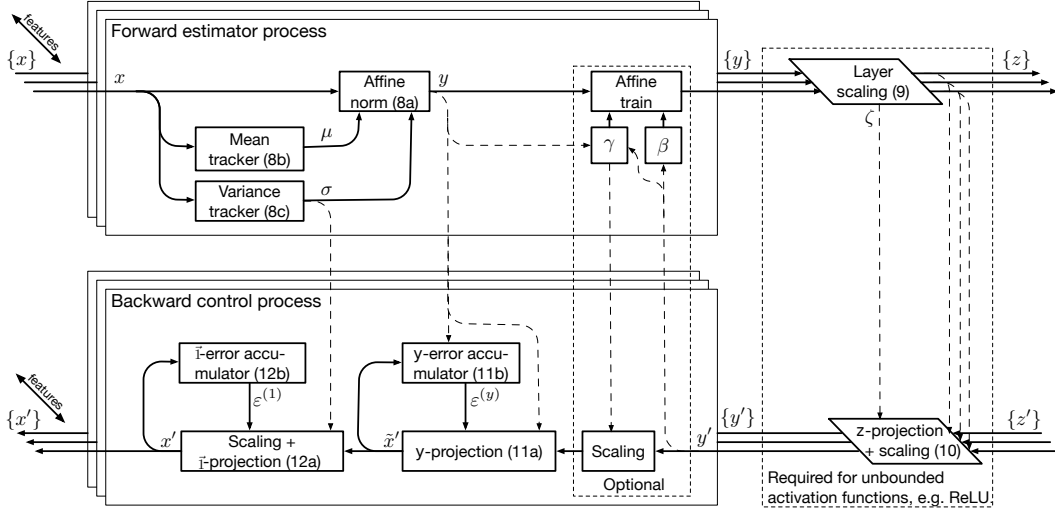 features
{x}
Forward estimator process
x
Affine
norm (8a)
y
Mean
tracker (8b)
μ
Variance
tracker (8c)
σ
Affine
train
γ
β
{y}
Layer
scaling (9)
{z}
ζ
Backward control process
features
{x′}
1⃗-error accu-
mulator (12b)
ε(1)
x′
Scaling +
1⃗-projection (12a)
y-error accu-
mulator (11b)
ε(y)
x̃′
y-projection (11a)
Scaling
Optional
y′
{y′}
z-projection
+ scaling (10)
{z′}
Required for unbounded
activation functions, e.g. ReLU.